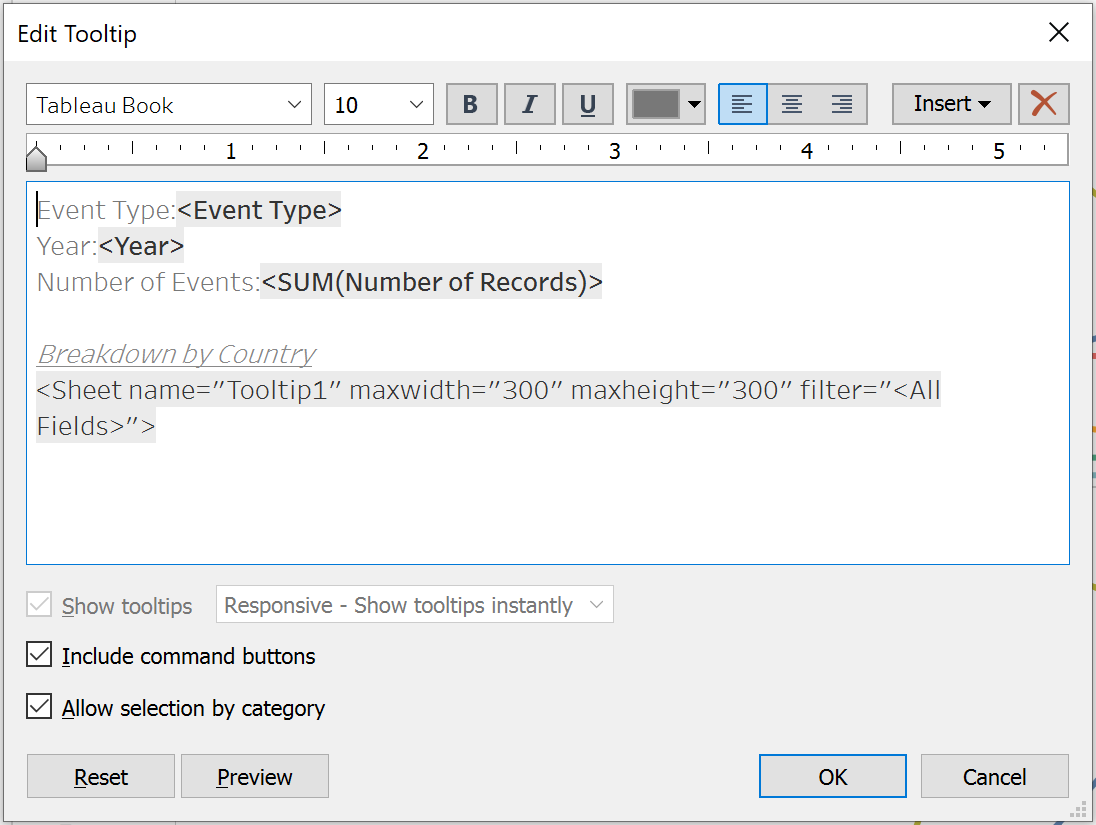 Edit Tooltip
Tableau Book 10 B I U Insert
1 2 3 4 5
Event Type:<Event Type>
Year:<Year>
Number of Events:<SUM(Number of Records)>
Breakdown by Country
<Sheet name="Tooltip1" maxwidth="300" maxheight="300" filter="<All
Fields>">
Show tooltips Responsive - Show tooltips instantly
Include command buttons
Allow selection by category
Reset Preview OK Cancel